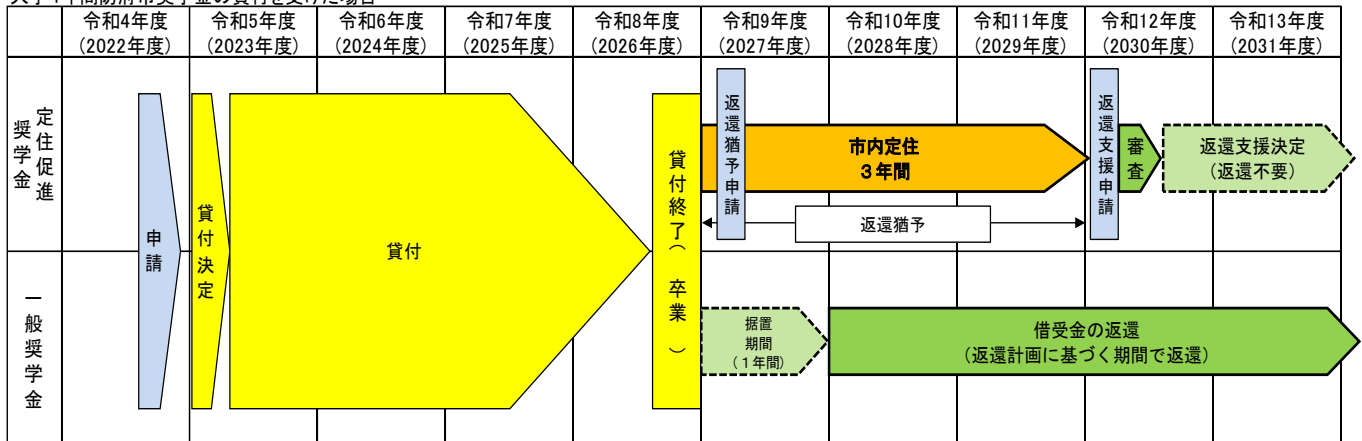 令和4年度 令和5年度 令和6年度 令和7年度 令和8年度 令和9年度 令和10年度 令和11年度 令和12年度 令和13年度
(2022年度) (2023年度) (2024年度) (2025年度) (2026年度) (2027年度) (2028年度) (2029年度) (2030年度) (2031年度)
定住促進
奨学金
申請
貸付決定
貸付
貸付終了(卒業)
返還猶予申請
市内定住
３年間
返還猶予
返還支援申請
審査
返還支援決定
(返還不要)
一般奨学金
据置
期間
(１年間)
借受金の返還
(返還計画に基づく期間で返還)